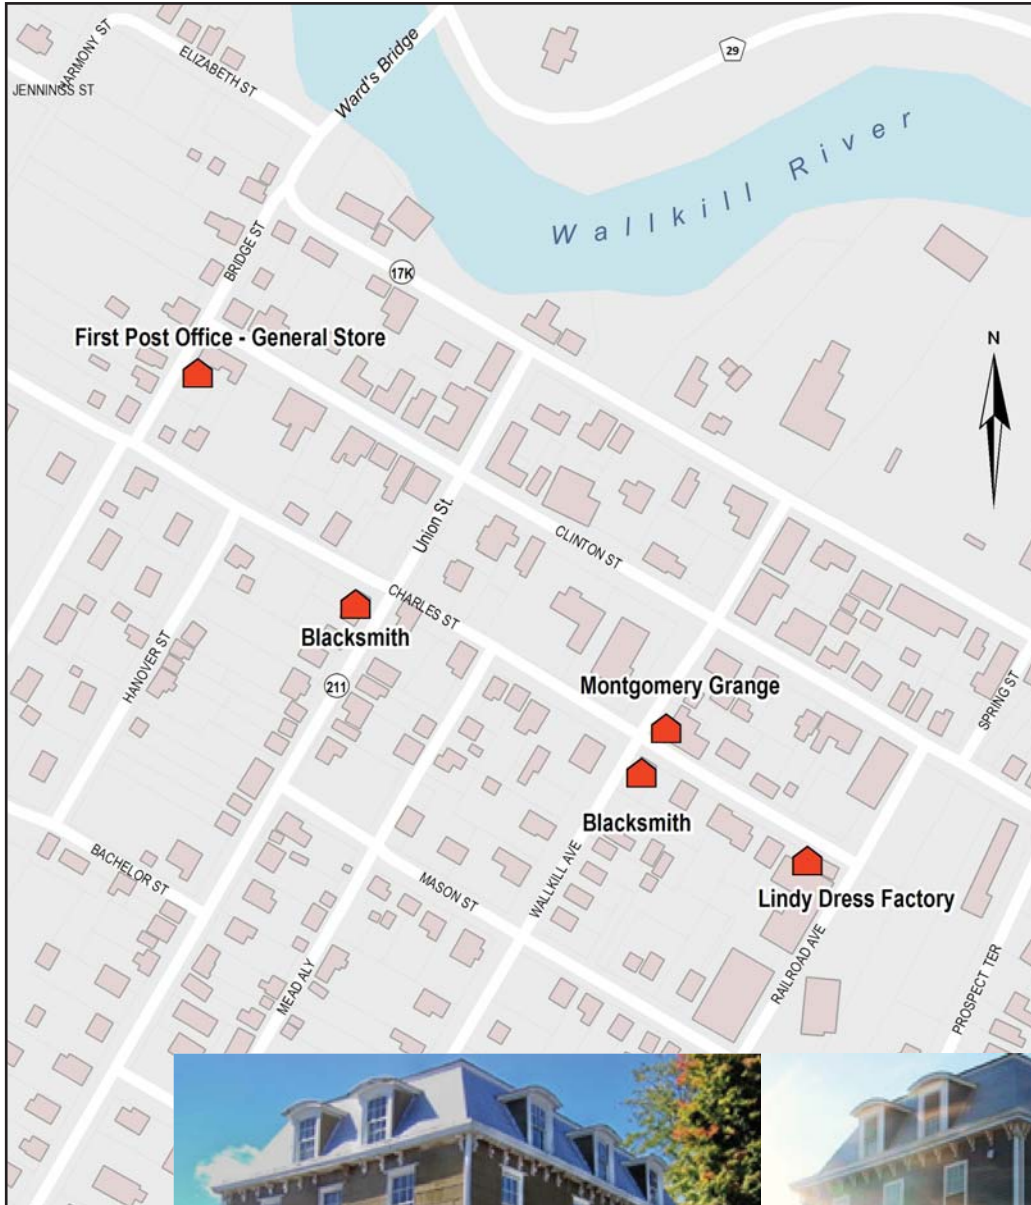 HARMONY ST
ELIZABETH ST
JENNINGS ST
Ward's Bridge
29
Wallkill River
BRIDGE ST
17K
First Post Office - General Store
N
Union St.
CLINTON ST
CHARLES ST
Blacksmith
HANOVER ST
211
Montgomery Grange
SPRING ST
Blacksmith
BACHELOR ST
MASON ST
WALLKILL AVE
Lindy Dress Factory
RAILROAD AVE
MEAD ALY
PROSPECT TER